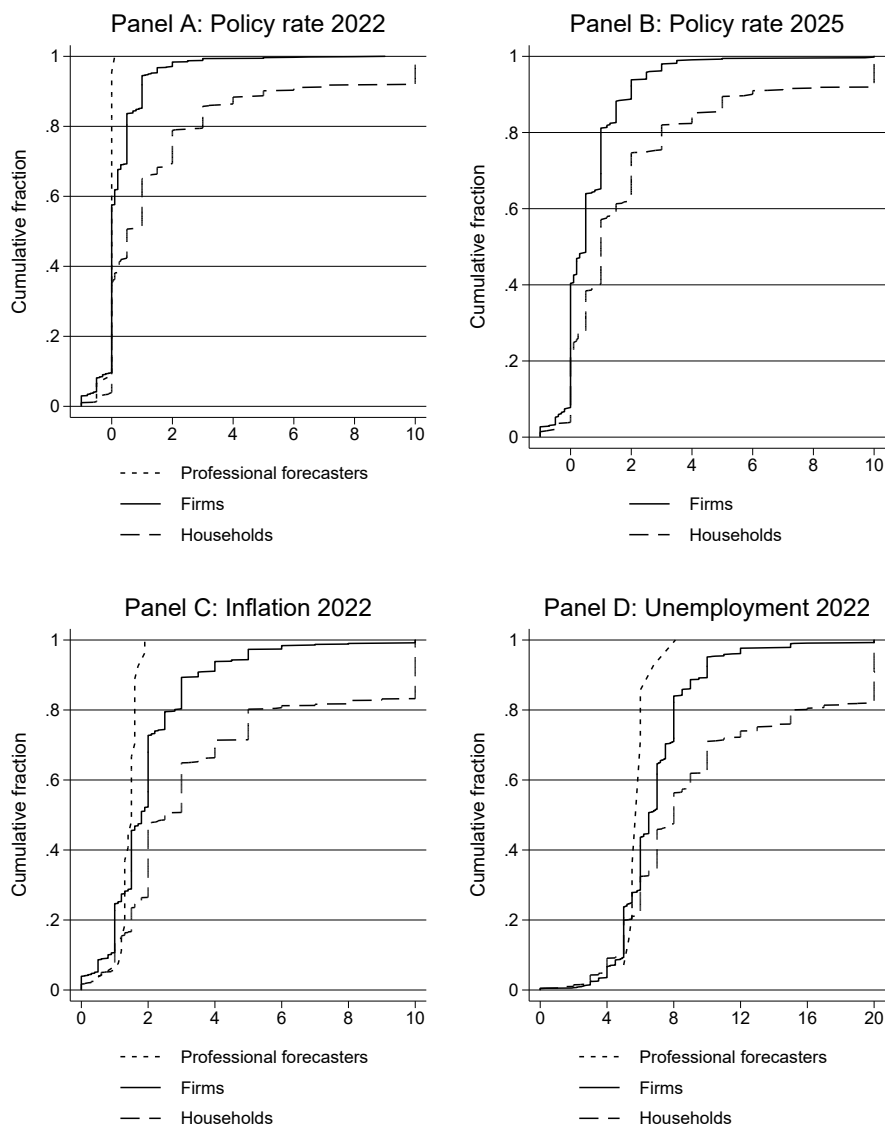 Panel A: Policy rate 2022
Cumulative fraction
1
.8
.6
.4
.2
0
0 2 4 6 8 10
Professional forecasters
Firms
Households
Panel B: Policy rate 2025
Cumulative fraction
1
.8
.6
.4
.2
0
0 2 4 6 8 10
Firms
Households
Panel C: Inflation 2022
Cumulative fraction
1
.8
.6
.4
.2
0
0 2 4 6 8 10
Professional forecasters
Firms
Households
Panel D: Unemployment 2022
Cumulative fraction
1
.8
.6
.4
.2
0
0 4 8 12 16 20
Professional forecasters
Firms
Households